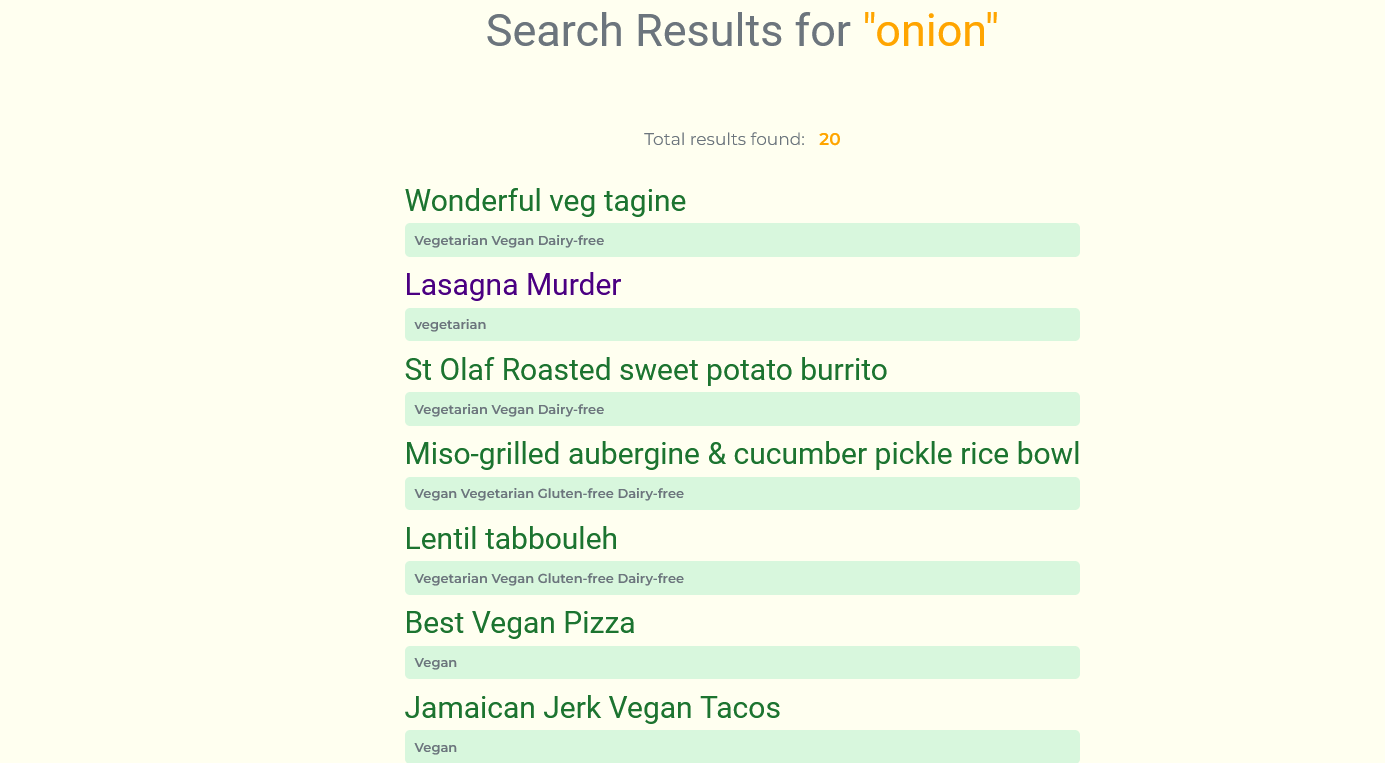 Search Results for "onion"
Total results found: 20
Wonderful veg tagine
Vegetarian Vegan Dairy-free
Lasagna Murder
vegetarian
St Olaf Roasted sweet potato burrito
Vegetarian Vegan Dairy-free
Miso-grilled aubergine & cucumber pickle rice bowl
Vegan Vegetarian Gluten-free Dairy-free
Lentil tabbouleh
Vegetarian Vegan Gluten-free Dairy-free
Best Vegan Pizza
Vegan
Jamaican Jerk Vegan Tacos
Vegan